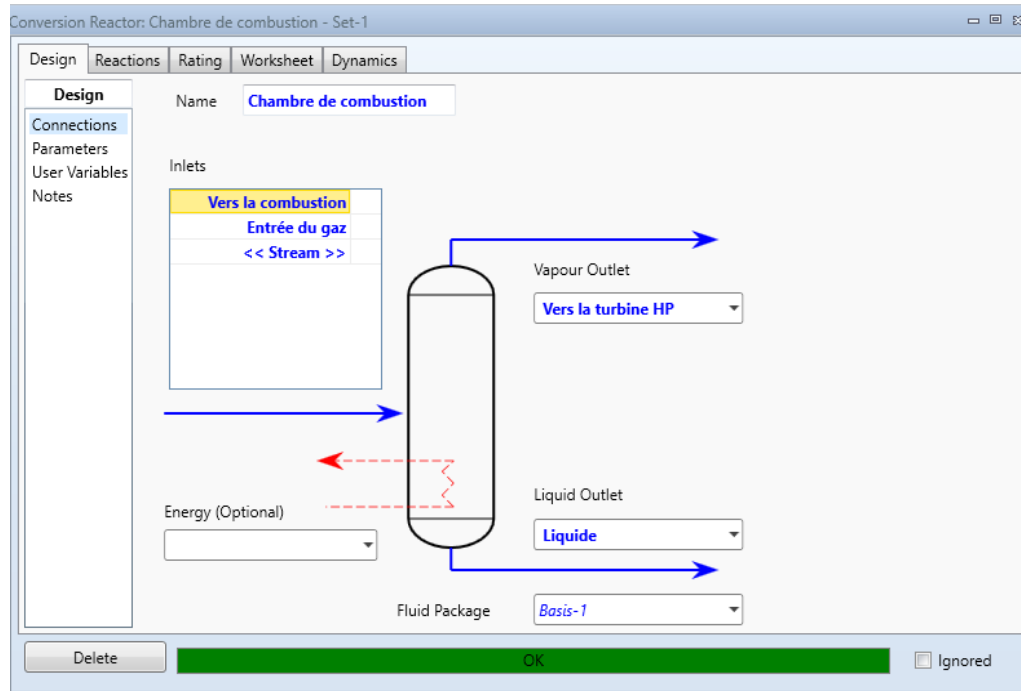 Conversion Reactor: Chambre de combustion - Set-1
Design Reactions Rating Worksheet Dynamics
Design
Connections
Parameters
User Variables
Notes
Name Chambre de combustion
Inlets
Vers la combustion
Entrée du gaz
<< Stream >>
Vapour Outlet
Vers la turbine HP
Energy (Optional)
Liquid Outlet
Liquide
Fluid Package Basis-1
Delete OK Ignored